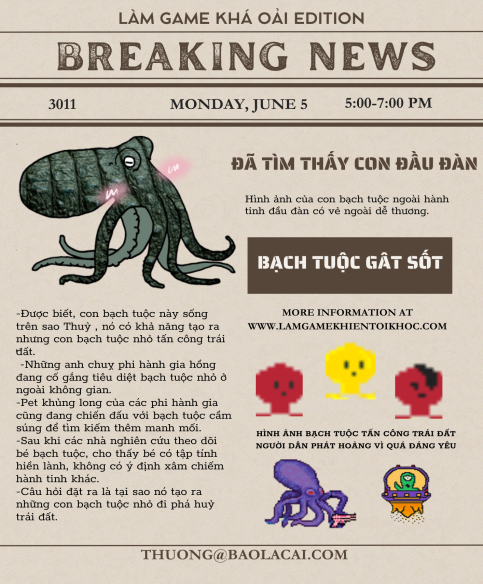 LÀM GAME KHÁ OẢI EDITION
BREAKING NEWS
3011
MONDAY, JUNE 5
5:00-7:00 PM
ĐÃ TÌM THẤY CON ĐẦU ĐÀN
Hình ảnh của con bạch tuộc ngoài hành
tinh đầu đàn có vẻ ngoài dễ thương.
BẠCH TUỘC GẮT SỐT
-Được biết, con bạch tuộc này sống
trên sao Thuỷ , nó có khả năng tạo ra
nhưng con bạch tuộc nhỏ tấn công trái
đất.
-Những anh chuỵ phi hành gia hồng
đang cố gắng tiêu diệt bạch tuộc nhỏ ở
ngoài không gian.
-Pet khủng long của các phi hành gia
cũng đang chiến đấu với bạch tuộc cầm
súng để tìm kiếm thêm manh mối.
-Sau khi các nhà nghiên cứu theo dõi
bé bạch tuộc, cho thấy bé có tập tính
hiền lành, không có ý định xâm chiếm
hành tinh khác.
-Câu hỏi đặt ra là tại sao nó tạo ra
những con bạch tuộc nhỏ đi phá huỷ
trái đất.
MORE INFORMATION AT
WWW.LAMGAMEKHIENTOIKHOC.COM
HÌNH ẢNH BẠCH TUỘC TẤN CÔNG TRÁI ĐẤT
NGƯỜI DÂN PHÁT HOẢNG VÌ QUÁ ĐÁNG YÊU
THUONG@BAOLACAI.COM